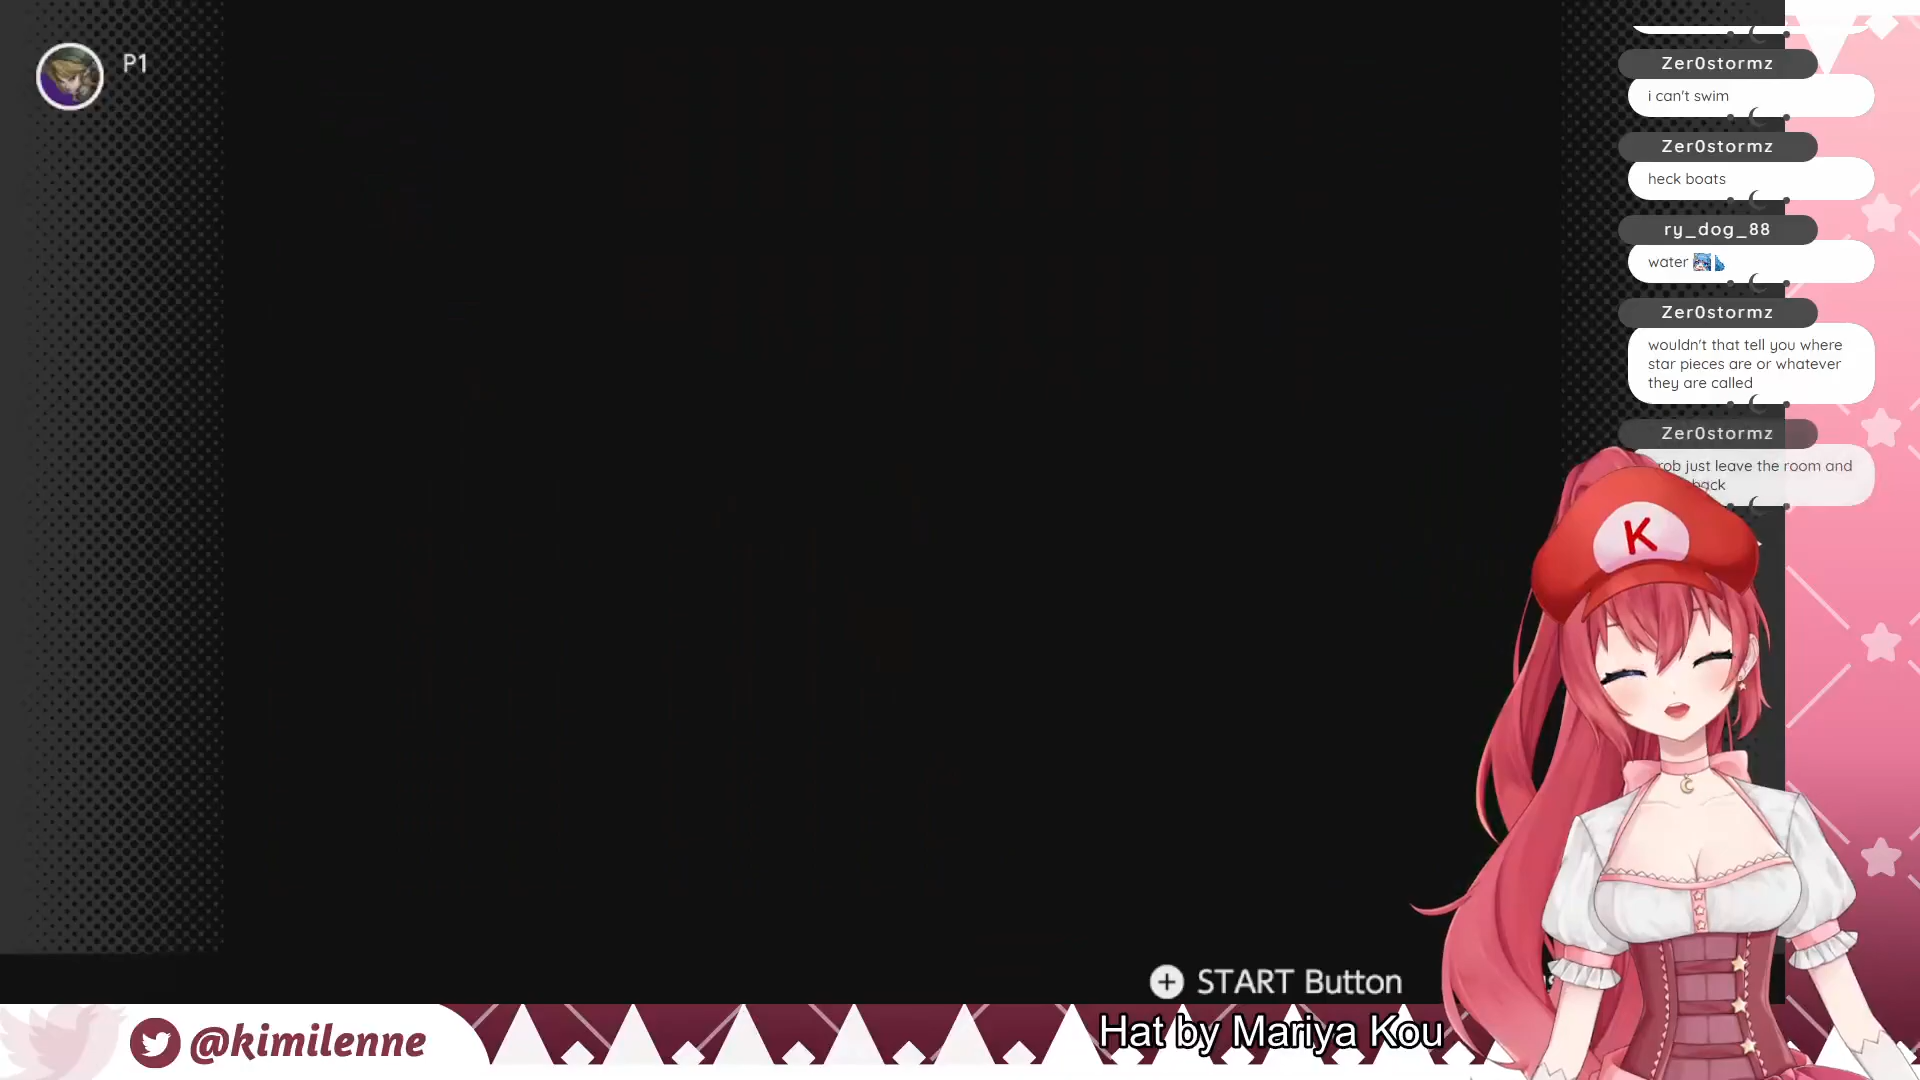 P1
Zer0stormz
i can't swim
Zer0stormz
heck boats
ry_dog_88
water
Zer0stormz
wouldn't that tell you where
star pieces are or whatever
they are called
Zer0stormz
just leave the room and
K
START Button
@kimilenne
Hat by Mariya Kou